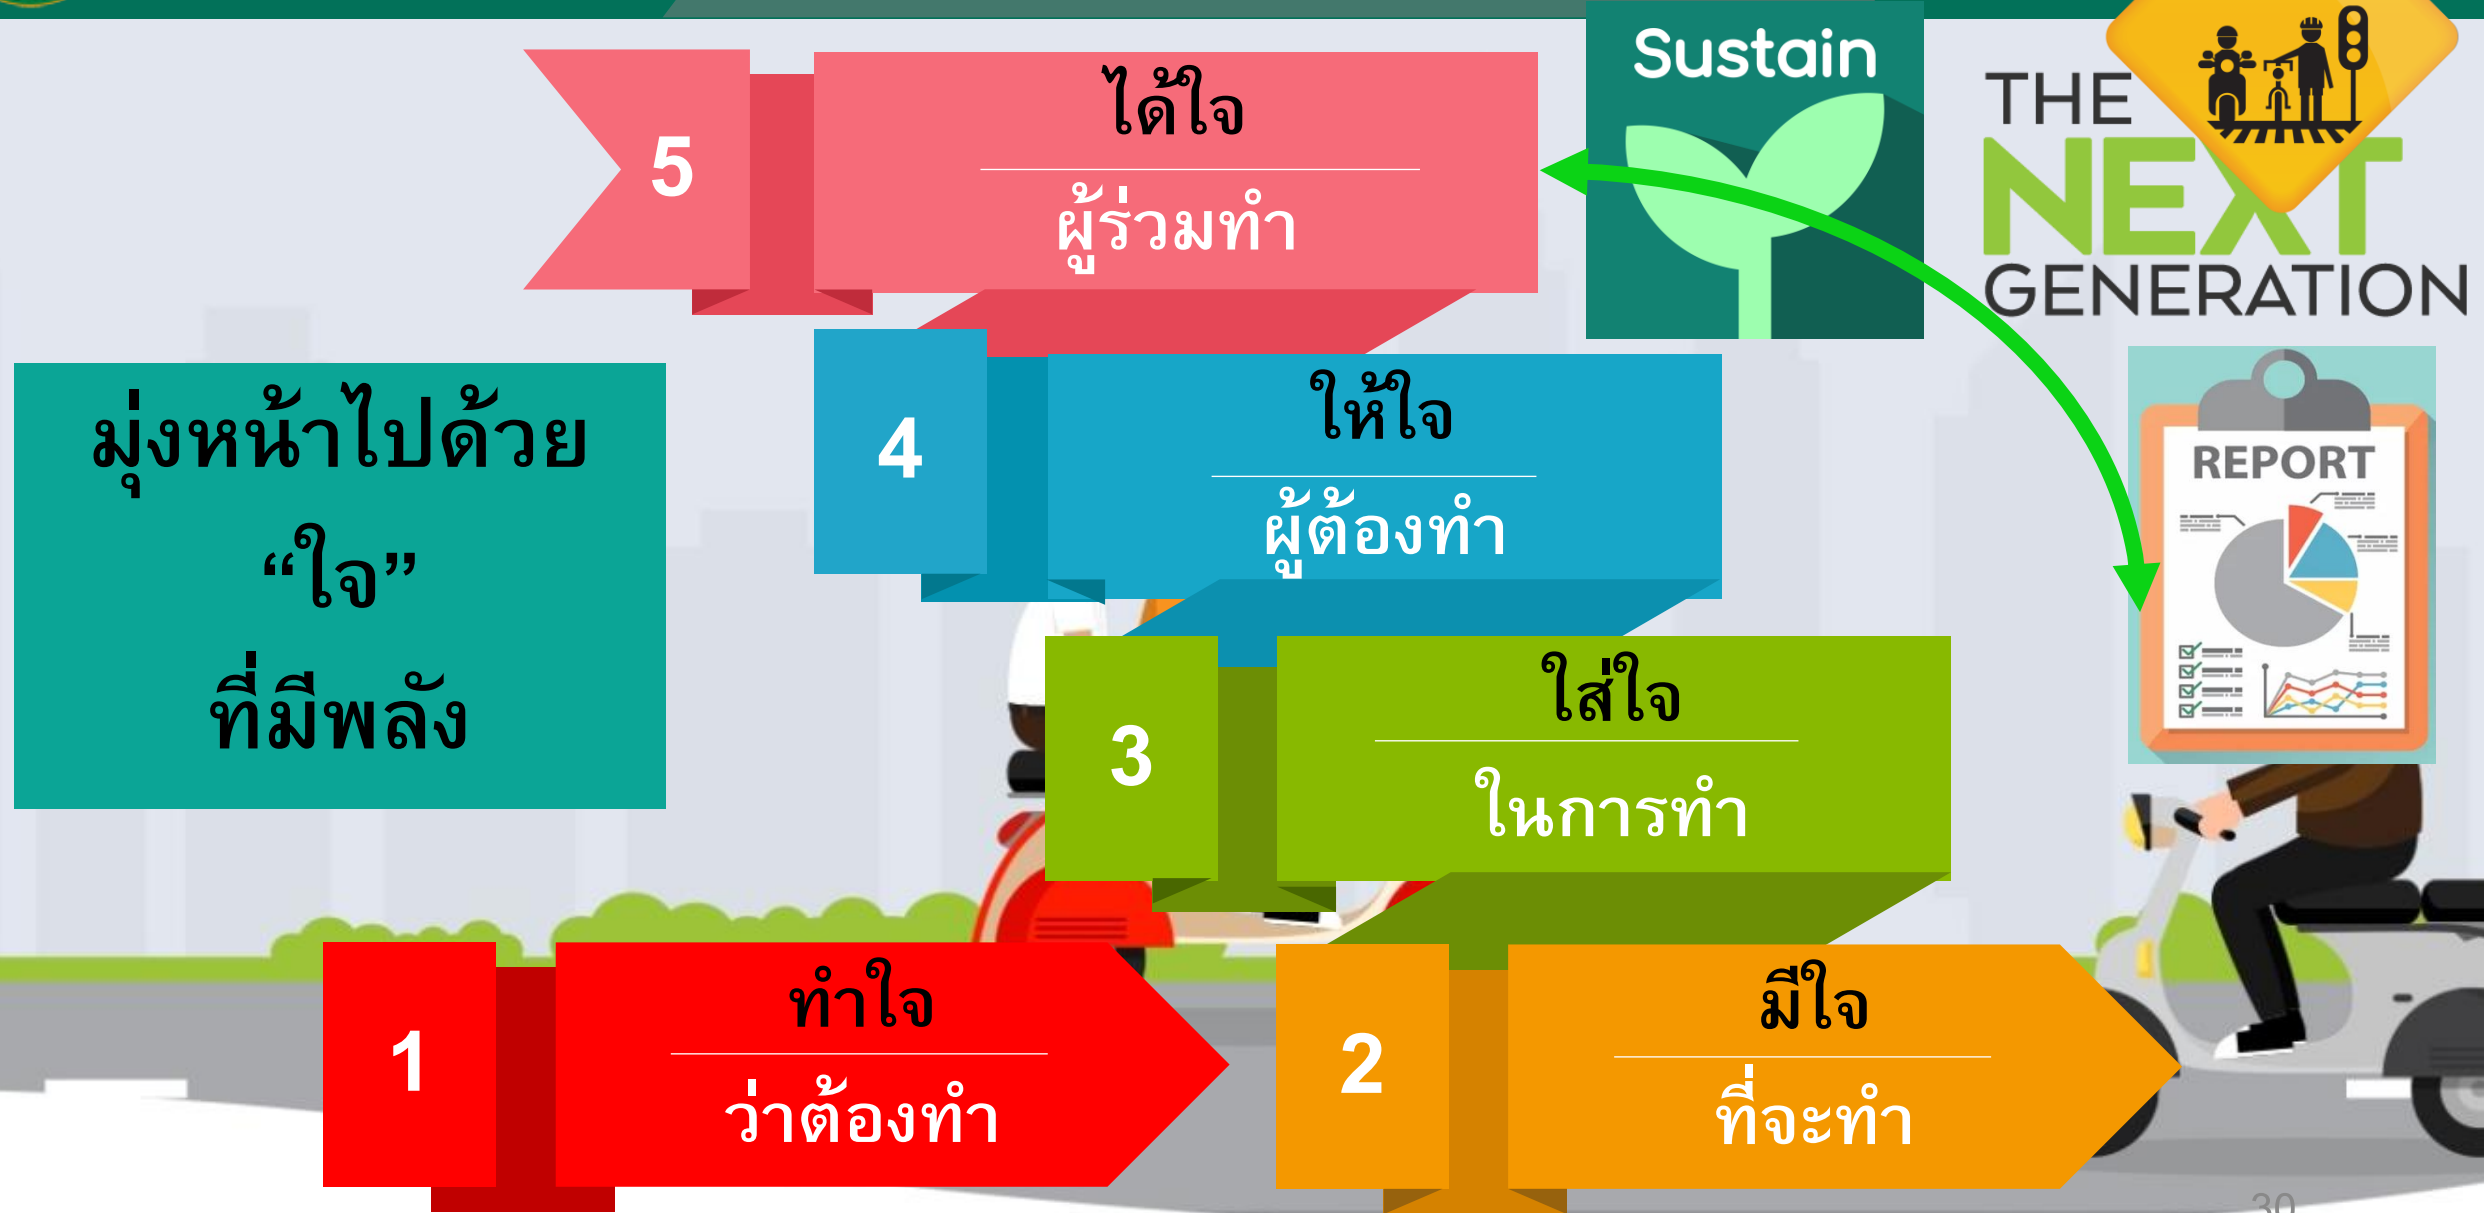 5
ได้ใจ
ผู้ร่วมทำ
Sustain
THE
NEXT
GENERATION
มุ่งหน้าไปด้วย
“ใจ”
ที่มีพลัง
4
ให้ใจ
ผู้ต้องทำ
REPORT
3
ใส่ใจ
ในการทำ
1
ทำใจ
ว่าต้องทำ
2
มีใจ
ที่จะทำ
30